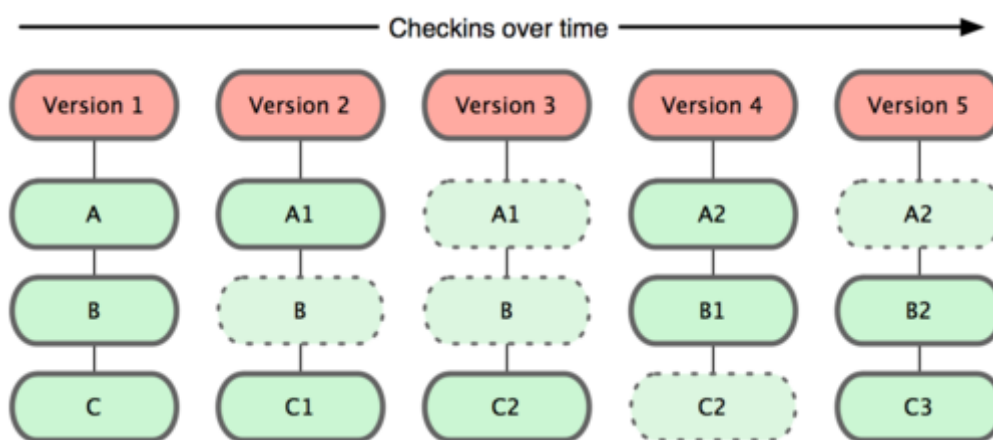 Checkins over time
Version 1 Version 2 Version 3 Version 4 Version 5
A A1 A1 A2 A2
B B B B1 B2
C C1 C2 C2 C3